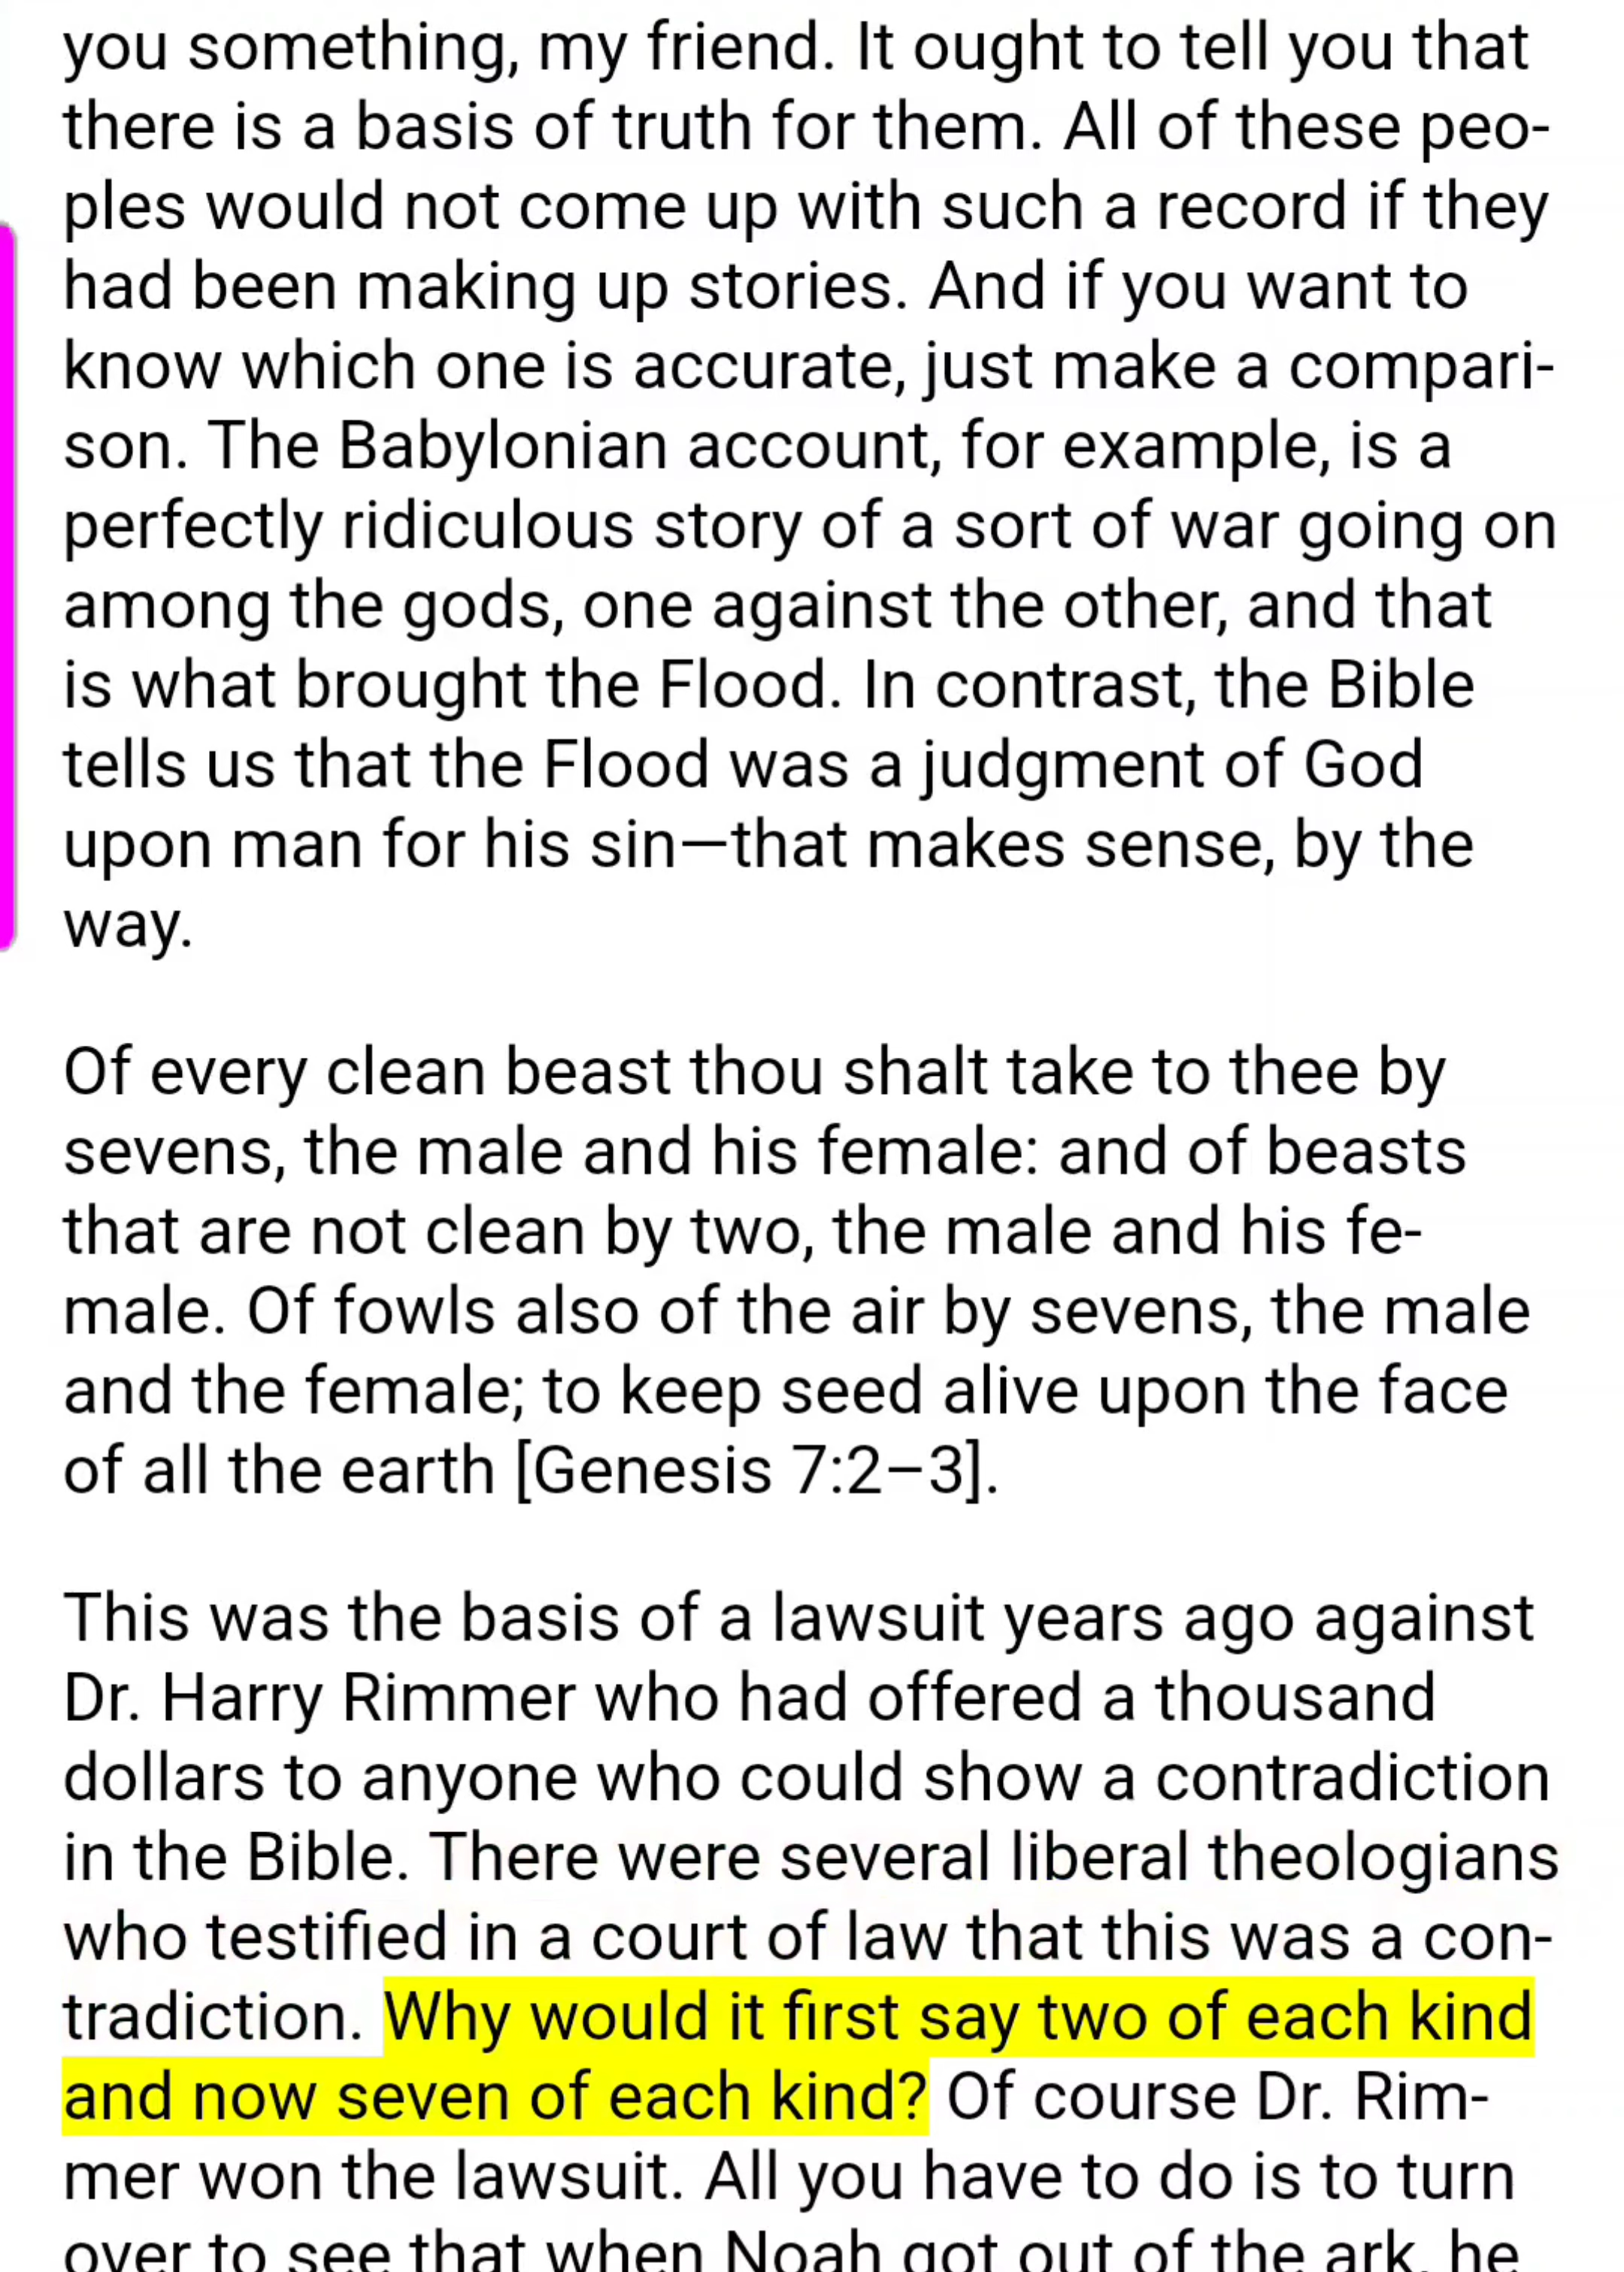 you something, my friend. It ought to tell you that
there is a basis of truth for them. All of these peo-
ples would not come up with such a record if they
had been making up stories. And if you want to
know which one is accurate, just make a compari-
son. The Babylonian account, for example, is a
perfectly ridiculous story of a sort of war going on
among the gods, one against the other, and that
is what brought the Flood. In contrast, the Bible
tells us that the Flood was a judgment of God
upon man for his sin—that makes sense, by the
way.
Of every clean beast thou shalt take to thee by
sevens, the male and his female: and of beasts
that are not clean by two, the male and his fe-
male. Of fowls also of the air by sevens, the male
and the female; to keep seed alive upon the face
of all the earth [Genesis 7:2–3].
This was the basis of a lawsuit years ago against
Dr. Harry Rimmer who had offered a thousand
dollars to anyone who could show a contradiction
in the Bible. There were several liberal theologians
who testified in a court of law that this was a con-
tradiction. Why would it first say two of each kind
and now seven of each kind? Of course Dr. Rim-
mer won the lawsuit. All you have to do is to turn
over to see that when Noah got out of the ark, he